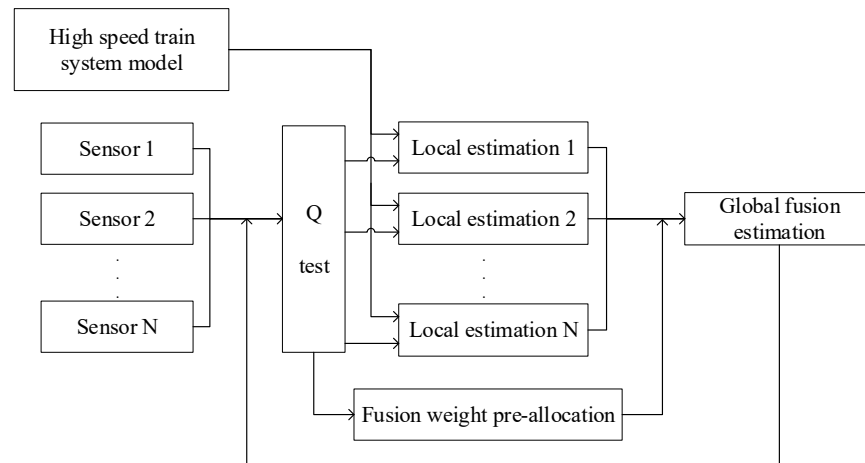 High speed train
system model
Sensor 1
Sensor 2
.
.
.
Sensor N
Q
test
Local estimation 1
Local estimation 2
.
.
.
Local estimation N
Fusion weight pre-allocation
Global fusion
estimation